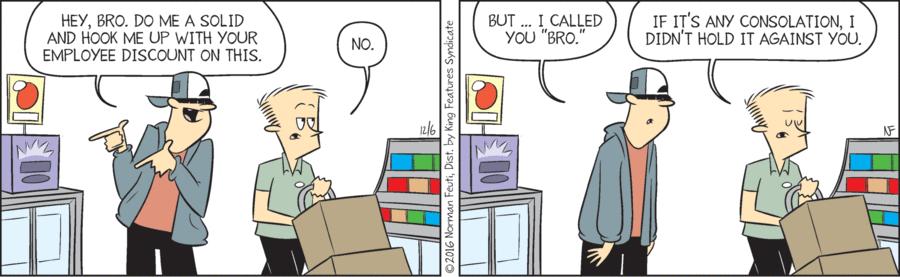 HEY, BRO. DO ME A SOLID
AND HOOK ME UP WITH YOUR
EMPLOYEE DISCOUNT ON THIS.
NO.
12/6
©2016 Norman Feuti, Dist. by King Features Syndicate
BUT ... I CALLED
YOU "BRO."
IF IT'S ANY CONSOLATION, I
DIDN'T HOLD IT AGAINST YOU.
NF